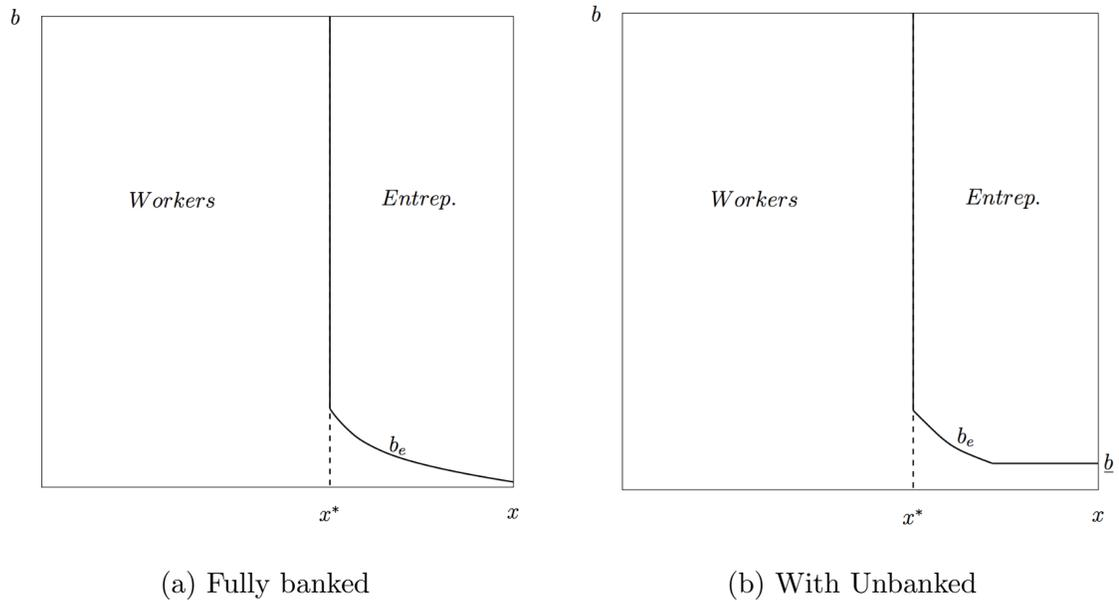 b
Workers
Entrep.
b_e
x*
x
(a) Fully banked
b
Workers
Entrep.
b_e
b̲
x*
x
(b) With Unbanked